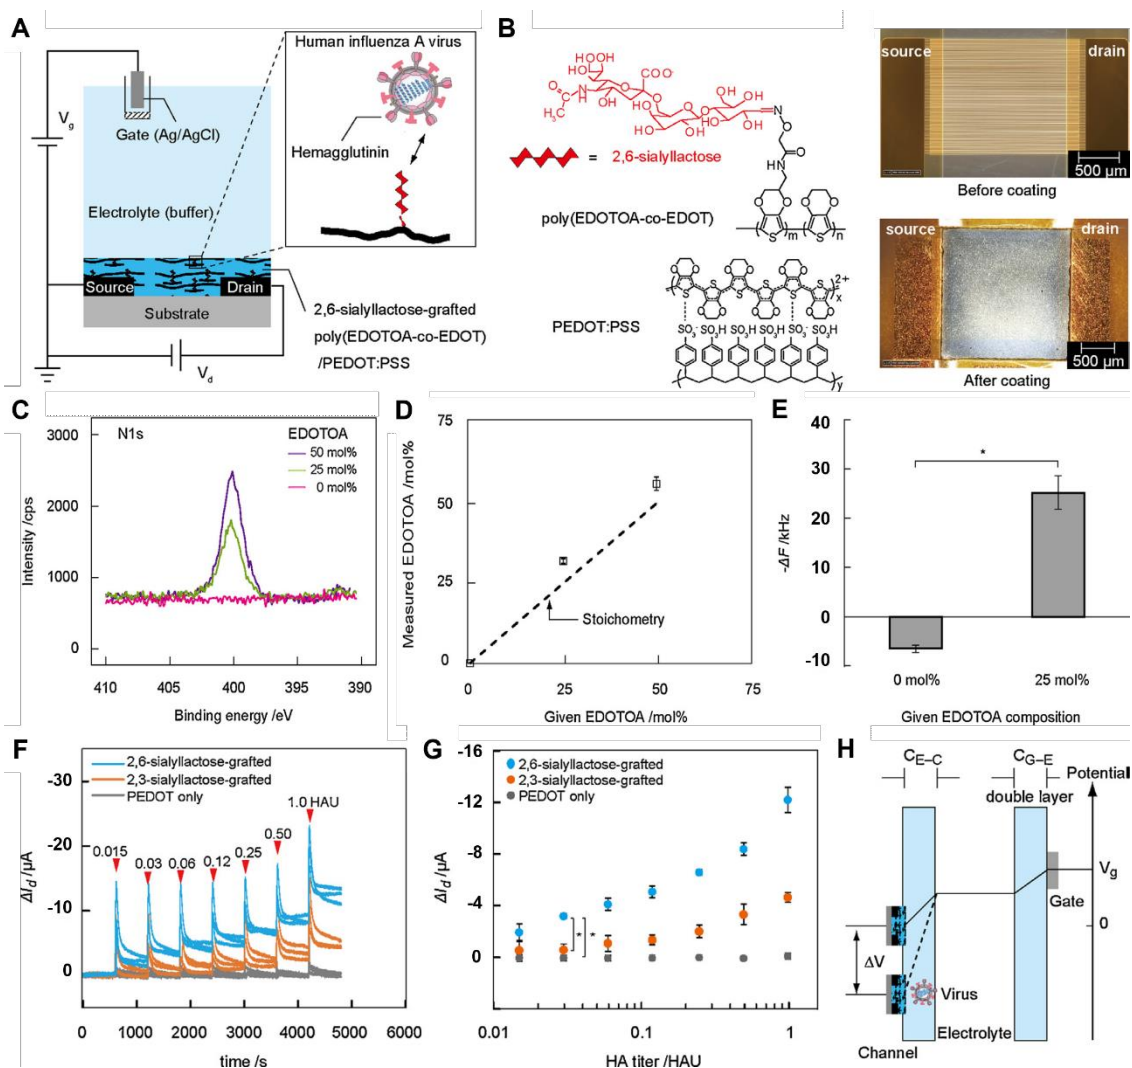 A
Human influenza A virus
Vg
Gate (Ag/AgCl)
Hemagglutinin
Electrolyte (buffer)
Source
Drain
Substrate
2,6-sialyllactose-grafted
poly(EDOTOA-co-EDOT)
/PEDOT:PSS
Vd
B
= 2,6-sialyllactose
poly(EDOTOA-co-EDOT)
m
n
PEDOT:PSS
2+
x
SO3- SO3H SO3H SO3H SO3- SO3H
y
source
drain
500 µm
Before coating
source
drain
500 µm
After coating
C
N1s
EDOTOA
50 mol%
25 mol%
0 mol%
3000
2000
1000
0
Intensity /cps
410 405 400 395 390
Binding energy /eV
D
75
50
25
0
Measured EDOTOA /mol%
Stoichometry
0 25 50 75
Given EDOTOA /mol%
E
40
30
20
10
0
-10
-ΔF /kHz
*
0 mol%
25 mol%
Given EDOTOA composition
F
2,6-sialyllactose-grafted
2,3-sialyllactose-grafted
PEDOT only
-30
-20
-10
0
ΔId /µA
0.015
0.03
0.06
0.12
0.25
0.50
1.0 HAU
0 1000 2000 3000 4000 5000 6000
time /s
G
2,6-sialyllactose-grafted
2,3-sialyllactose-grafted
PEDOT only
-16
-12
-8
-4
0
ΔId /µA
* *
0.01 0.1 1
HA titer /HAU
H
CE–C
CG–E
Potential
double layer
Vg
Gate
0
ΔV
Virus
Electrolyte
Channel